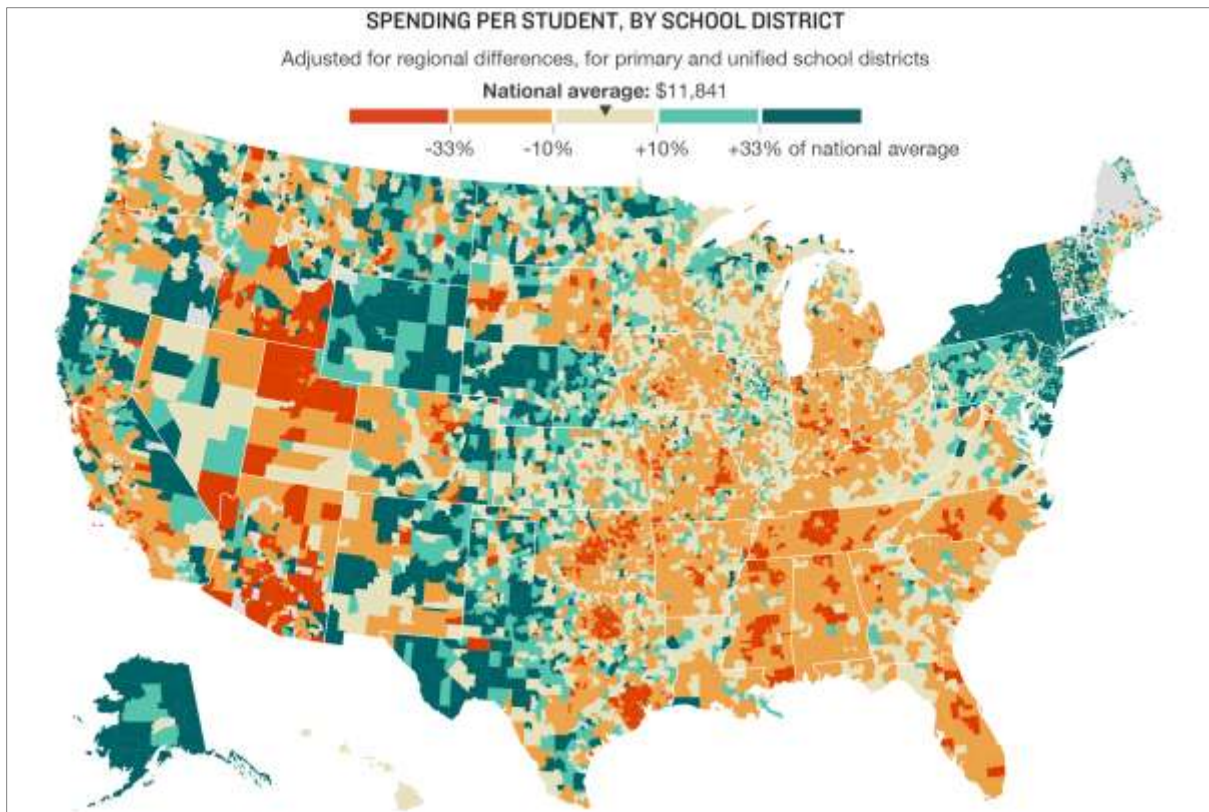 SPENDING PER STUDENT, BY SCHOOL DISTRICT
Adjusted for regional differences, for primary and unified school districts
National average: $11,841
-33% -10% +10% +33% of national average